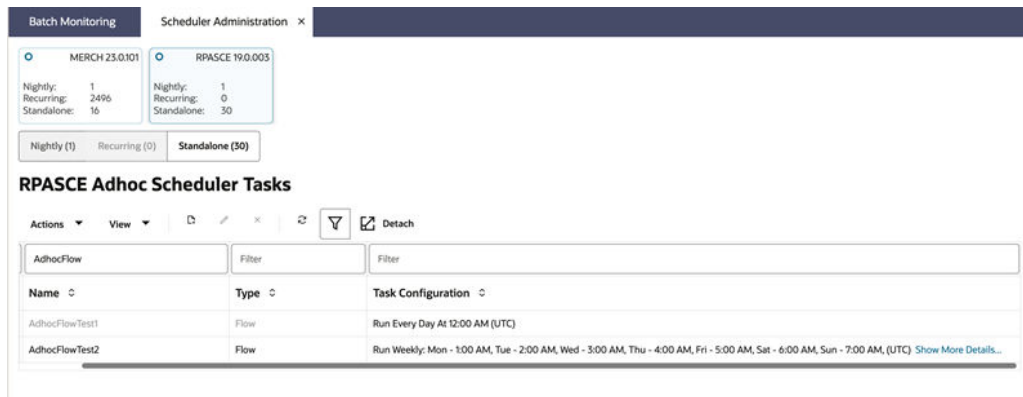 Batch Monitoring Scheduler Administration ×
MERCH 23.0.101 RPASCE 19.0.003
Nightly: 1 Nightly: 1
Recurring: 2496 Recurring: 0
Standalone: 16 Standalone: 30
Nightly (1) Recurring (0) Standalone (30)
RPASCE Adhoc Scheduler Tasks
Actions View Detach
AdhocFlow Filter Filter
Name Type Task Configuration
AdhocFlowTest1 Flow Run Every Day At 12:00 AM (UTC)
AdhocFlowTest2 Flow Run Weekly: Mon - 1:00 AM, Tue - 2:00 AM, Wed - 3:00 AM, Thu - 4:00 AM, Fri - 5:00 AM, Sat - 6:00 AM, Sun - 7:00 AM, (UTC) Show More Details...